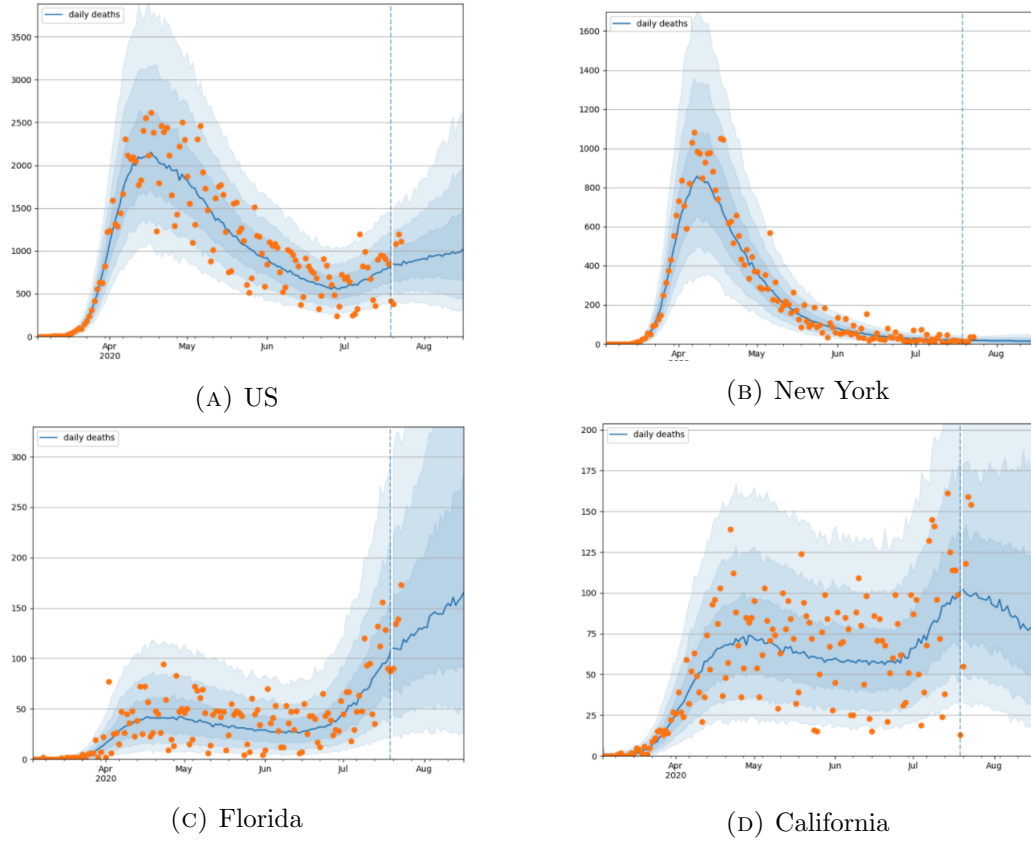 daily deaths
3500
3000
2500
2000
1500
1000
500
0
Apr
2020
May
Jun
Jul
Aug
(A) US
daily deaths
1600
1400
1200
1000
800
600
400
200
0
Apr
May
Jun
Jul
Aug
(B) New York
daily deaths
300
250
200
150
100
50
0
Apr
2020
May
Jun
Jul
Aug
(C) Florida
daily deaths
200
175
150
125
100
75
50
25
0
Apr
2020
May
Jun
Jul
Aug
(D) California